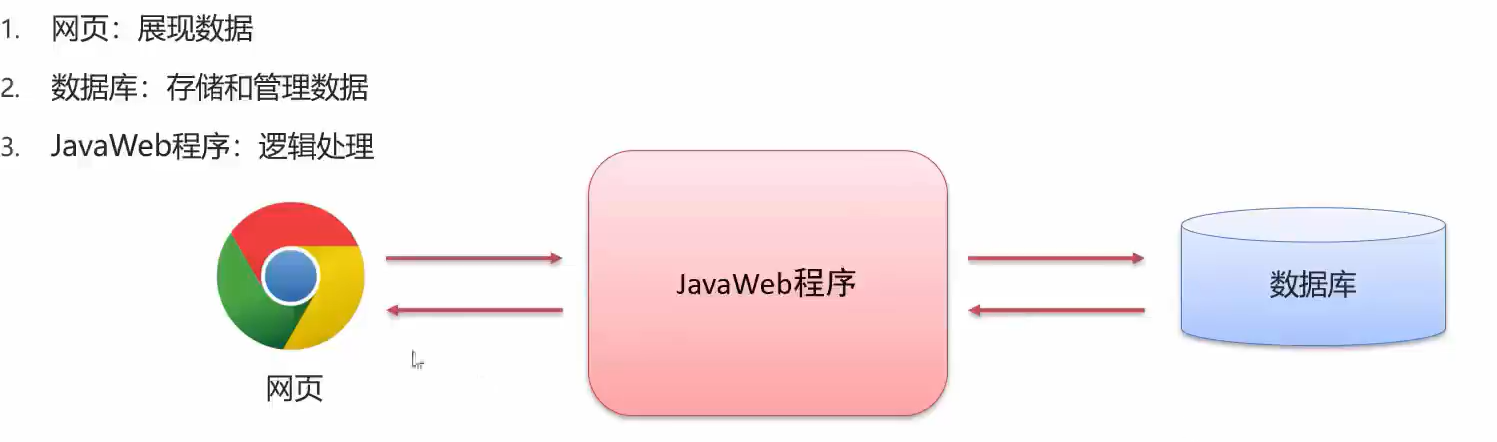 1. 网页：展现数据
2. 数据库：存储和管理数据
3. JavaWeb程序：逻辑处理
JavaWeb程序
数据库
网页